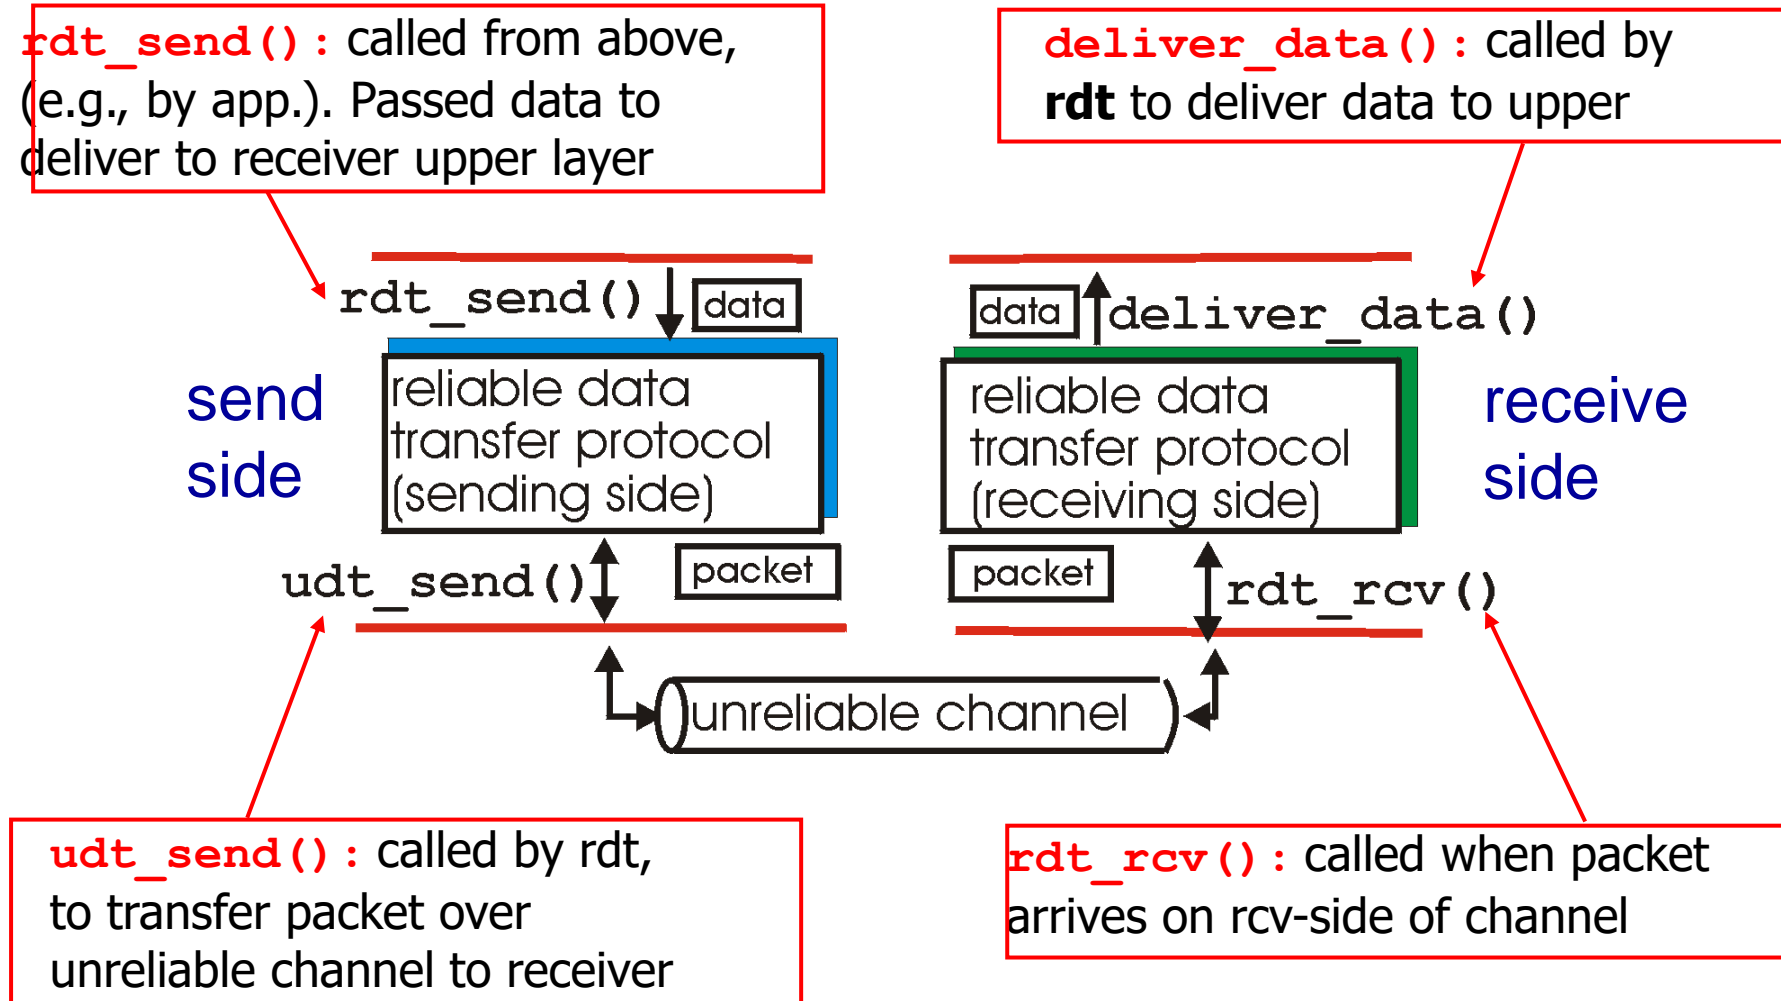 rdt_send(): called from above,
(e.g., by app.). Passed data to
deliver to receiver upper layer
deliver_data(): called by
rdt to deliver data to upper
rdt_send()
data
data
deliver_data()
send
side
reliable data
transfer protocol
(sending side)
reliable data
transfer protocol
(receiving side)
receive
side
udt_send()
packet
packet
rdt_rcv()
unreliable channel
udt_send(): called by rdt,
to transfer packet over
unreliable channel to receiver
rdt_rcv(): called when packet
arrives on rcv-side of channel